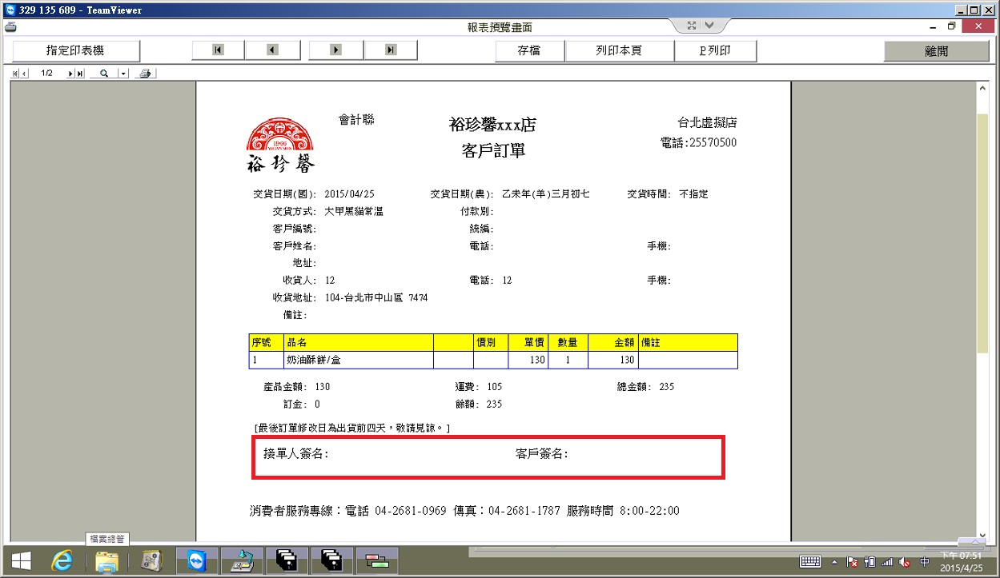 329 135 689 - TeamViewer
報表預覽畫面
指定印表機 存檔 列印本頁 P列印 離開
1/2
會計聯 裕珍馨xxx店 台北虛擬店
客戶訂單 電話:25570500
1966
YU JAN SHIN
裕珍馨
交貨日期(國): 2015/04/25 交貨日期(農): 乙未年(羊)三月初七 交貨時間: 不指定
交貨方式: 大甲黑貓常溫 付款別:
客戶編號: 統編:
客戶姓名: 電話: 手機:
地址:
收貨人: 12 電話: 12 手機:
收貨地址: 104-台北市中山區 7474
備註:
序號 品名 價別 單價 數量 金額 備註
1 奶油酥餅/盒 130 1 130
產品金額: 130 運費: 105 總金額: 235
訂金: 0 餘額: 235
[最後訂單修改日為出貨前四天，敬請見諒。]
接單人簽名: 客戶簽名:
消費者服務專線：電話 04-2681-0969 傳真：04-2681-1787 服務時間 8:00-22:00
檔案總管
中
下午 07:51
2015/4/25